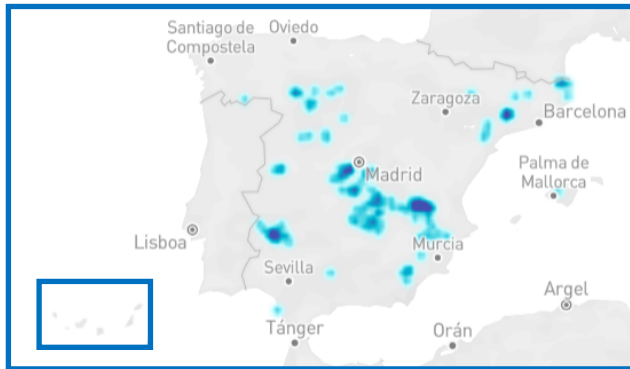 Santiago de
Compostela
Oviedo
Zaragoza
Barcelona
Madrid
Palma de
Mallorca
Lisboa
Murcia
Sevilla
Argel
Tánger
Orán